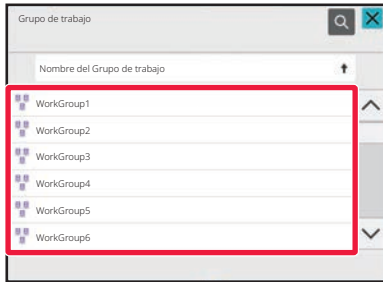 Grupo de trabajo
Nombre del Grupo de trabajo
WorkGroup1
WorkGroup2
WorkGroup3
WorkGroup4
WorkGroup5
WorkGroup6